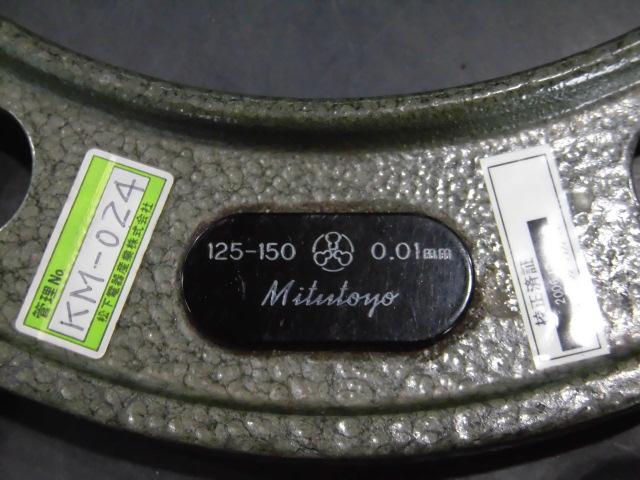 管理No
KM-024
松下電器産業株式会社
125-150 0.01mm
Mitutoyo
校正済証